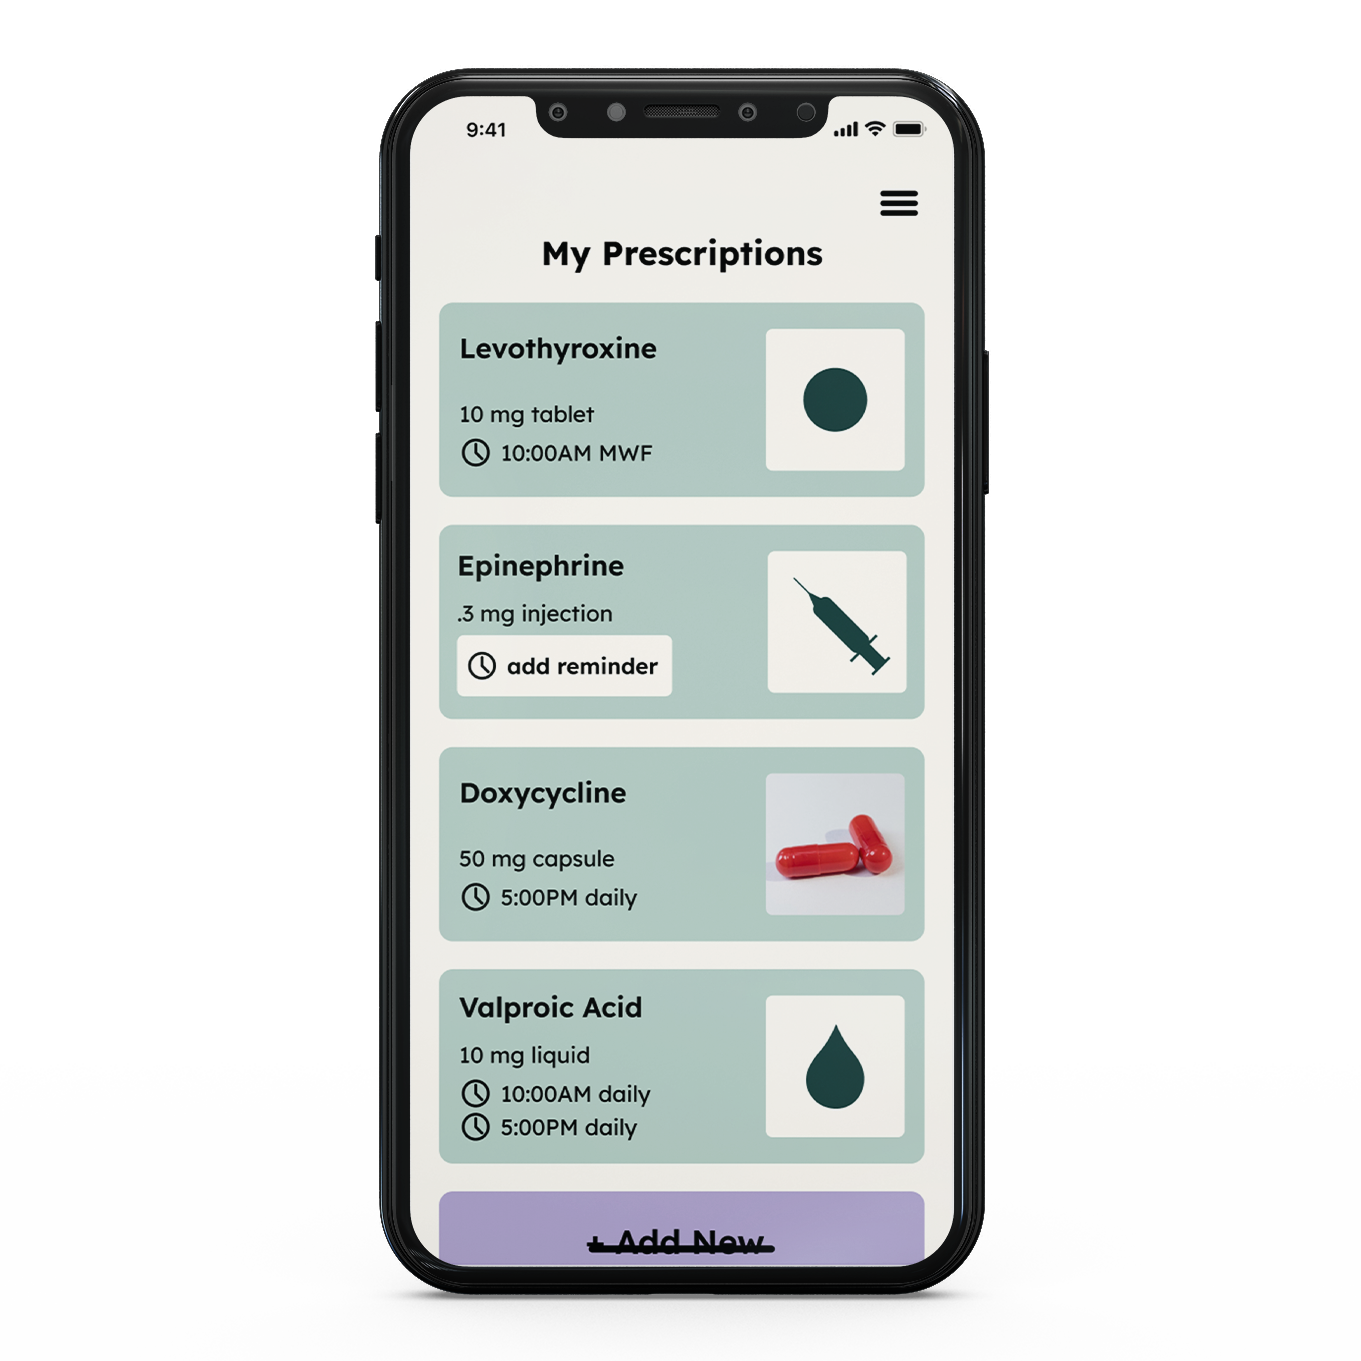 9:41
My Prescriptions
Levothyroxine
10 mg tablet
10:00AM MWF
Epinephrine
.3 mg injection
add reminder
Doxycycline
50 mg capsule
5:00PM daily
Valproic Acid
10 mg liquid
10:00AM daily
5:00PM daily
+ Add New